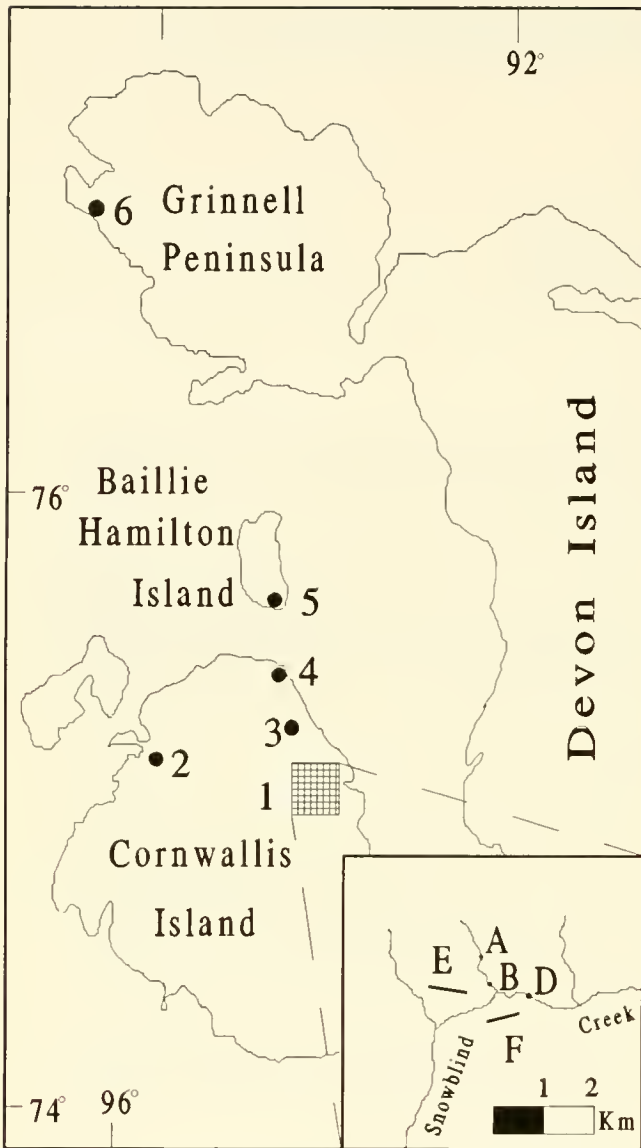 92°
Grinnell
Peninsula
6
Baillie
Hamilton
Island
76°
5
4
3
2
1
Devon Island
Cornwallis
Island
A
E
B
D
F
Snowblind
Creek
1 2
Km
74° 96°